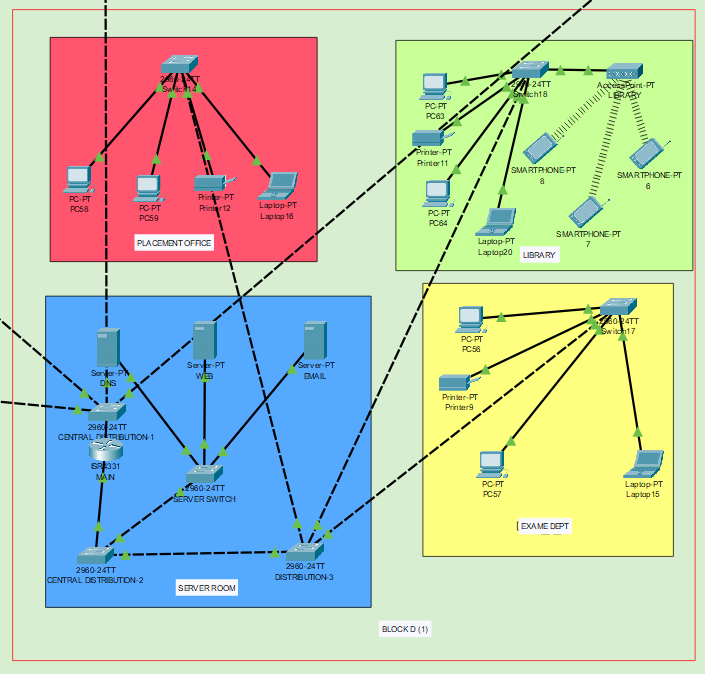 2960-24TT
Switch14
PC-PT
PC58
PC-PT
PC59
Printer-PT
Printer12
Laptop-PT
Laptop16
PLACEMENT OFFICE
PC-PT
PC63
2960-24TT
Switch18
AccessPoint-PT
LIBRARY
Printer-PT
Printer11
SMARTPHONE-PT
8
SMARTPHONE-PT
6
PC-PT
PC64
SMARTPHONE-PT
7
Laptop-PT
Laptop20
LIBRARY
Server-PT
DNS
Server-PT
WEB
Server-PT
EMAIL
2960-24TT
CENTRAL DISTRIBUTION-1
ISR4331
MAIN
2960-24TT
SERVER SWITCH
2960-24TT
CENTRAL DISTRIBUTION-2
2960-24TT
DISTRIBUTION-3
SERVER ROOM
PC-PT
PC56
2960-24TT
Switch17
Printer-PT
Printer9
PC-PT
PC57
Laptop-PT
Laptop15
EXAME DEPT
BLOCK D (1)